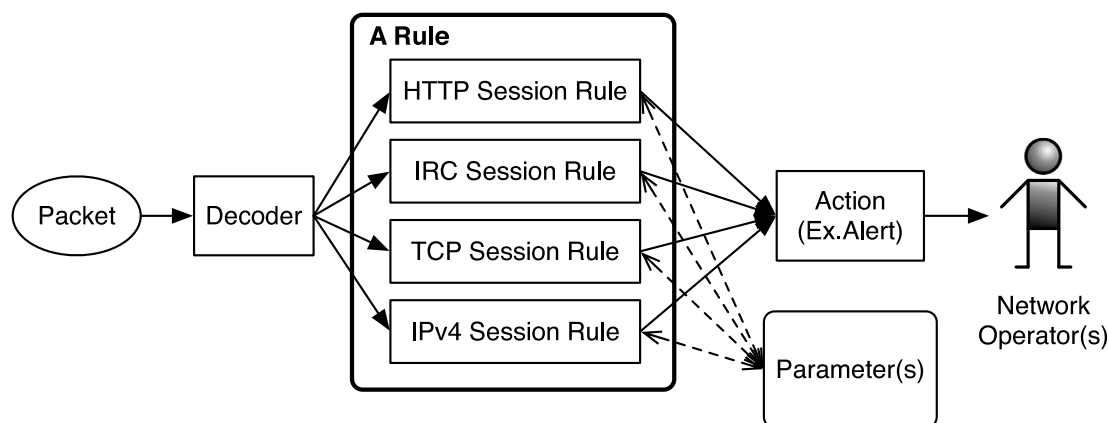 A Rule
HTTP Session Rule
IRC Session Rule
TCP Session Rule
IPv4 Session Rule
Packet
Decoder
Action
(Ex.Alert)
Parameter(s)
Network
Operator(s)